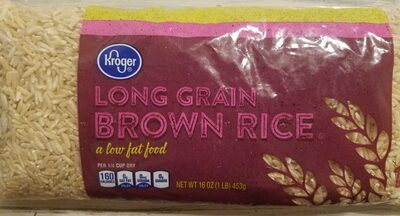 Kroger
LONG GRAIN
BROWN RICE
a low fat food
PER 1/4 CUP DRY
160
NET WT 16 OZ (1 LB) 453g